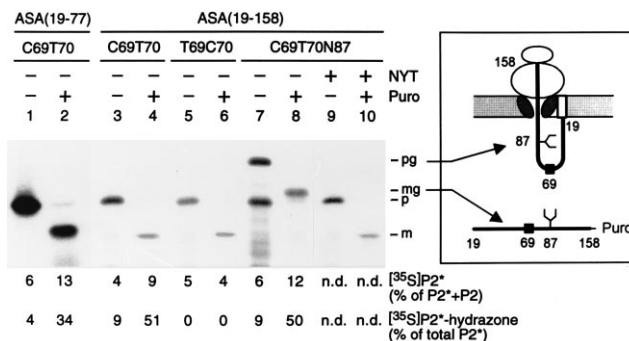 ASA(19-77) ASA(19-158)
C69T70 C69T70 T69C70 C69T70N87
– – – – – – – – + + NYT
– + – + – + – + – + Puro
1 2 3 4 5 6 7 8 9 10
– pg
– mg
– p
– m
158
19
87
69
Puro
19 69 87 158
6 13 4 9 5 4 6 12 n.d. n.d. [³⁵S]P2*
(% of P2*+P2)
4 34 9 51 0 0 9 50 n.d. n.d. [³⁵S]P2*-hydrazone
(% of total P2*)